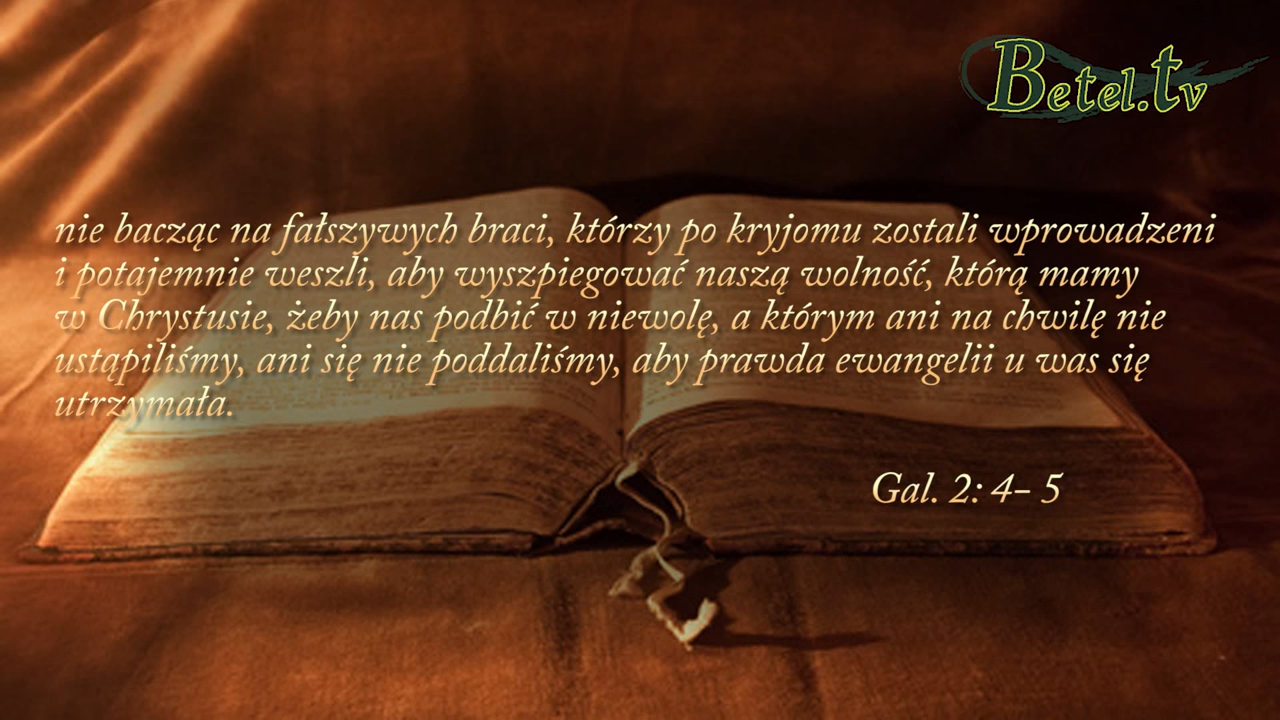 Betel.tv
nie bacząc na fałszywych braci, którzy po kryjomu zostali wprowadzeni
i potajemnie weszli, aby wyszpiegować naszą wolność, którą mamy
w Chrystusie, żeby nas podbić w niewolę, a którym ani na chwilę nie
ustąpiliśmy, ani się nie poddaliśmy, aby prawda ewangelii u was się
utrzymała.
Gal. 2: 4- 5